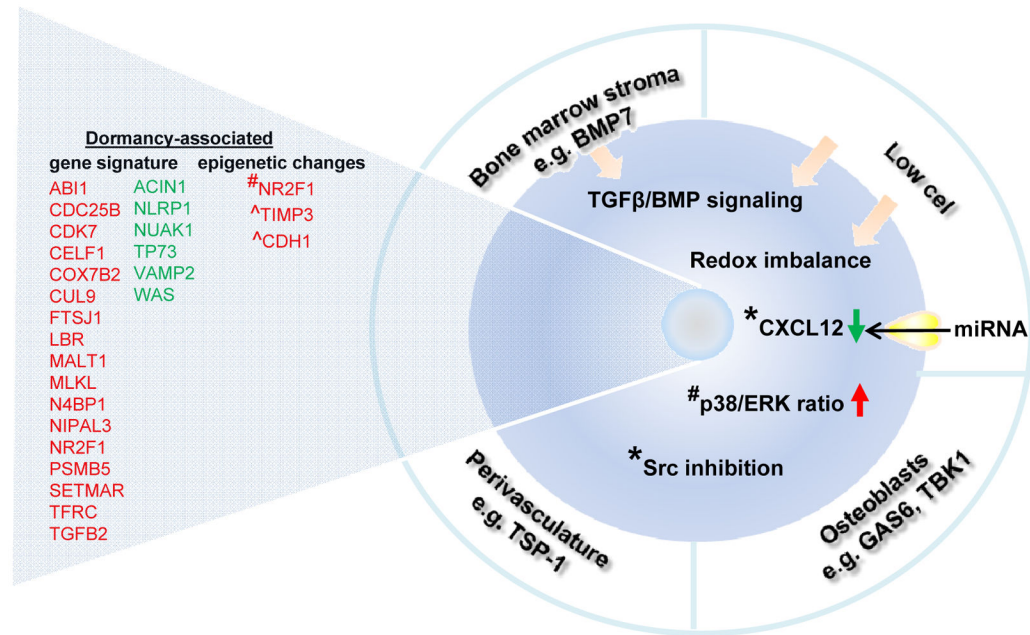 Dormancy-associated
gene signature
epigenetic changes
ABI1
CDC25B
CDK7
CELF1
COX7B2
CUL9
FTSJ1
LBR
MALT1
MLKL
N4BP1
NIPAL3
NR2F1
PSMB5
SETMAR
TFRC
TGFB2
ACIN1
NLRP1
NUAK1
TP73
VAMP2
WAS
#NR2F1
^TIMP3
^CDH1
Bone marrow stroma
e.g. BMP7
Low cel
TGFβ/BMP signaling
Redox imbalance
*CXCL12
miRNA
#p38/ERK ratio
*Src inhibition
Perivasculature
e.g. TSP-1
Osteoblasts
e.g. GAS6, TBK1